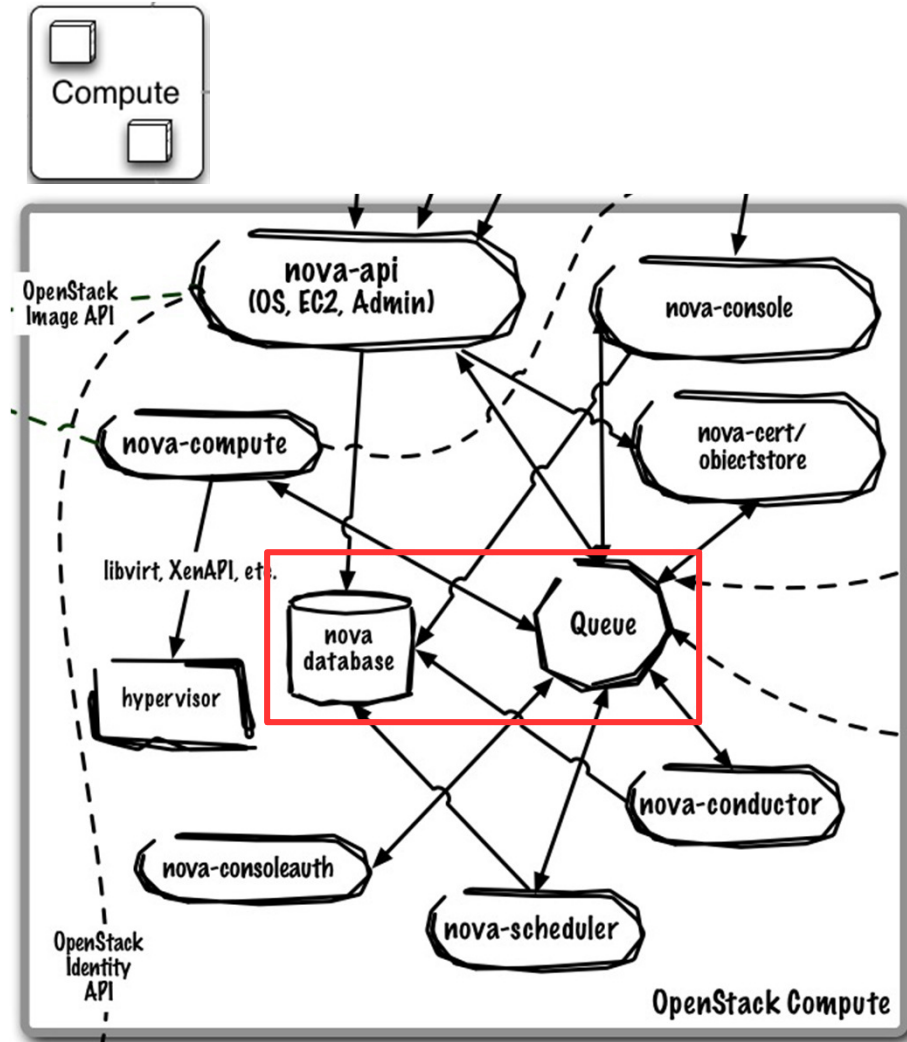 Compute
nova-api
(OS, EC2, Admin)
OpenStack
Image API
nova-console
nova-compute
nova-cert/
objectstore
libvirt, XenAPI, etc.
nova
database
Queue
hypervisor
nova-conductor
nova-consoleauth
nova-scheduler
OpenStack
Identity
API
OpenStack Compute